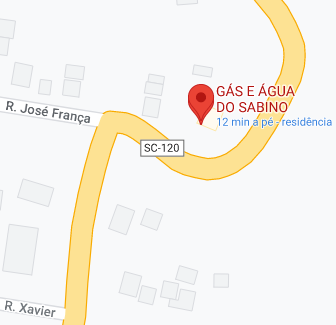 GÁS E ÁGUA
DO SABINO
12 min a pé - residência
R. José França
SC-120
R. Xavier